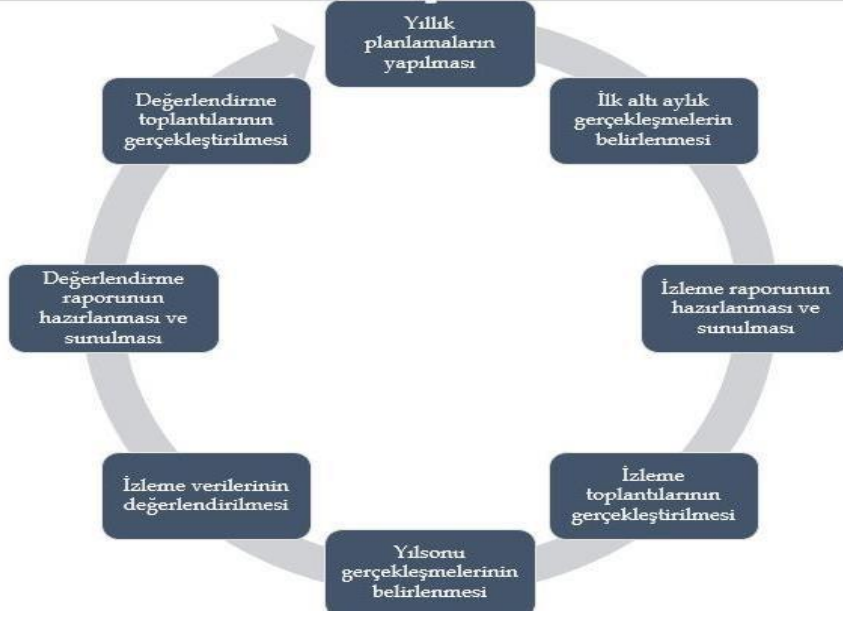 Yıllık
planlamaların
yapılması
İlk altı aylık
gerçekleşmelerin
belirlenmesi
İzleme raporunun
hazırlanması ve
sunulması
İzleme
toplantılarının
gerçekleştirilmesi
Yılsonu
gerçekleşmelerinin
belirlenmesi
İzleme verilerinin
değerlendirilmesi
Değerlendirme
raporunun
hazırlanması ve
sunulması
Değerlendirme
toplantılarının
gerçekleştirilmesi